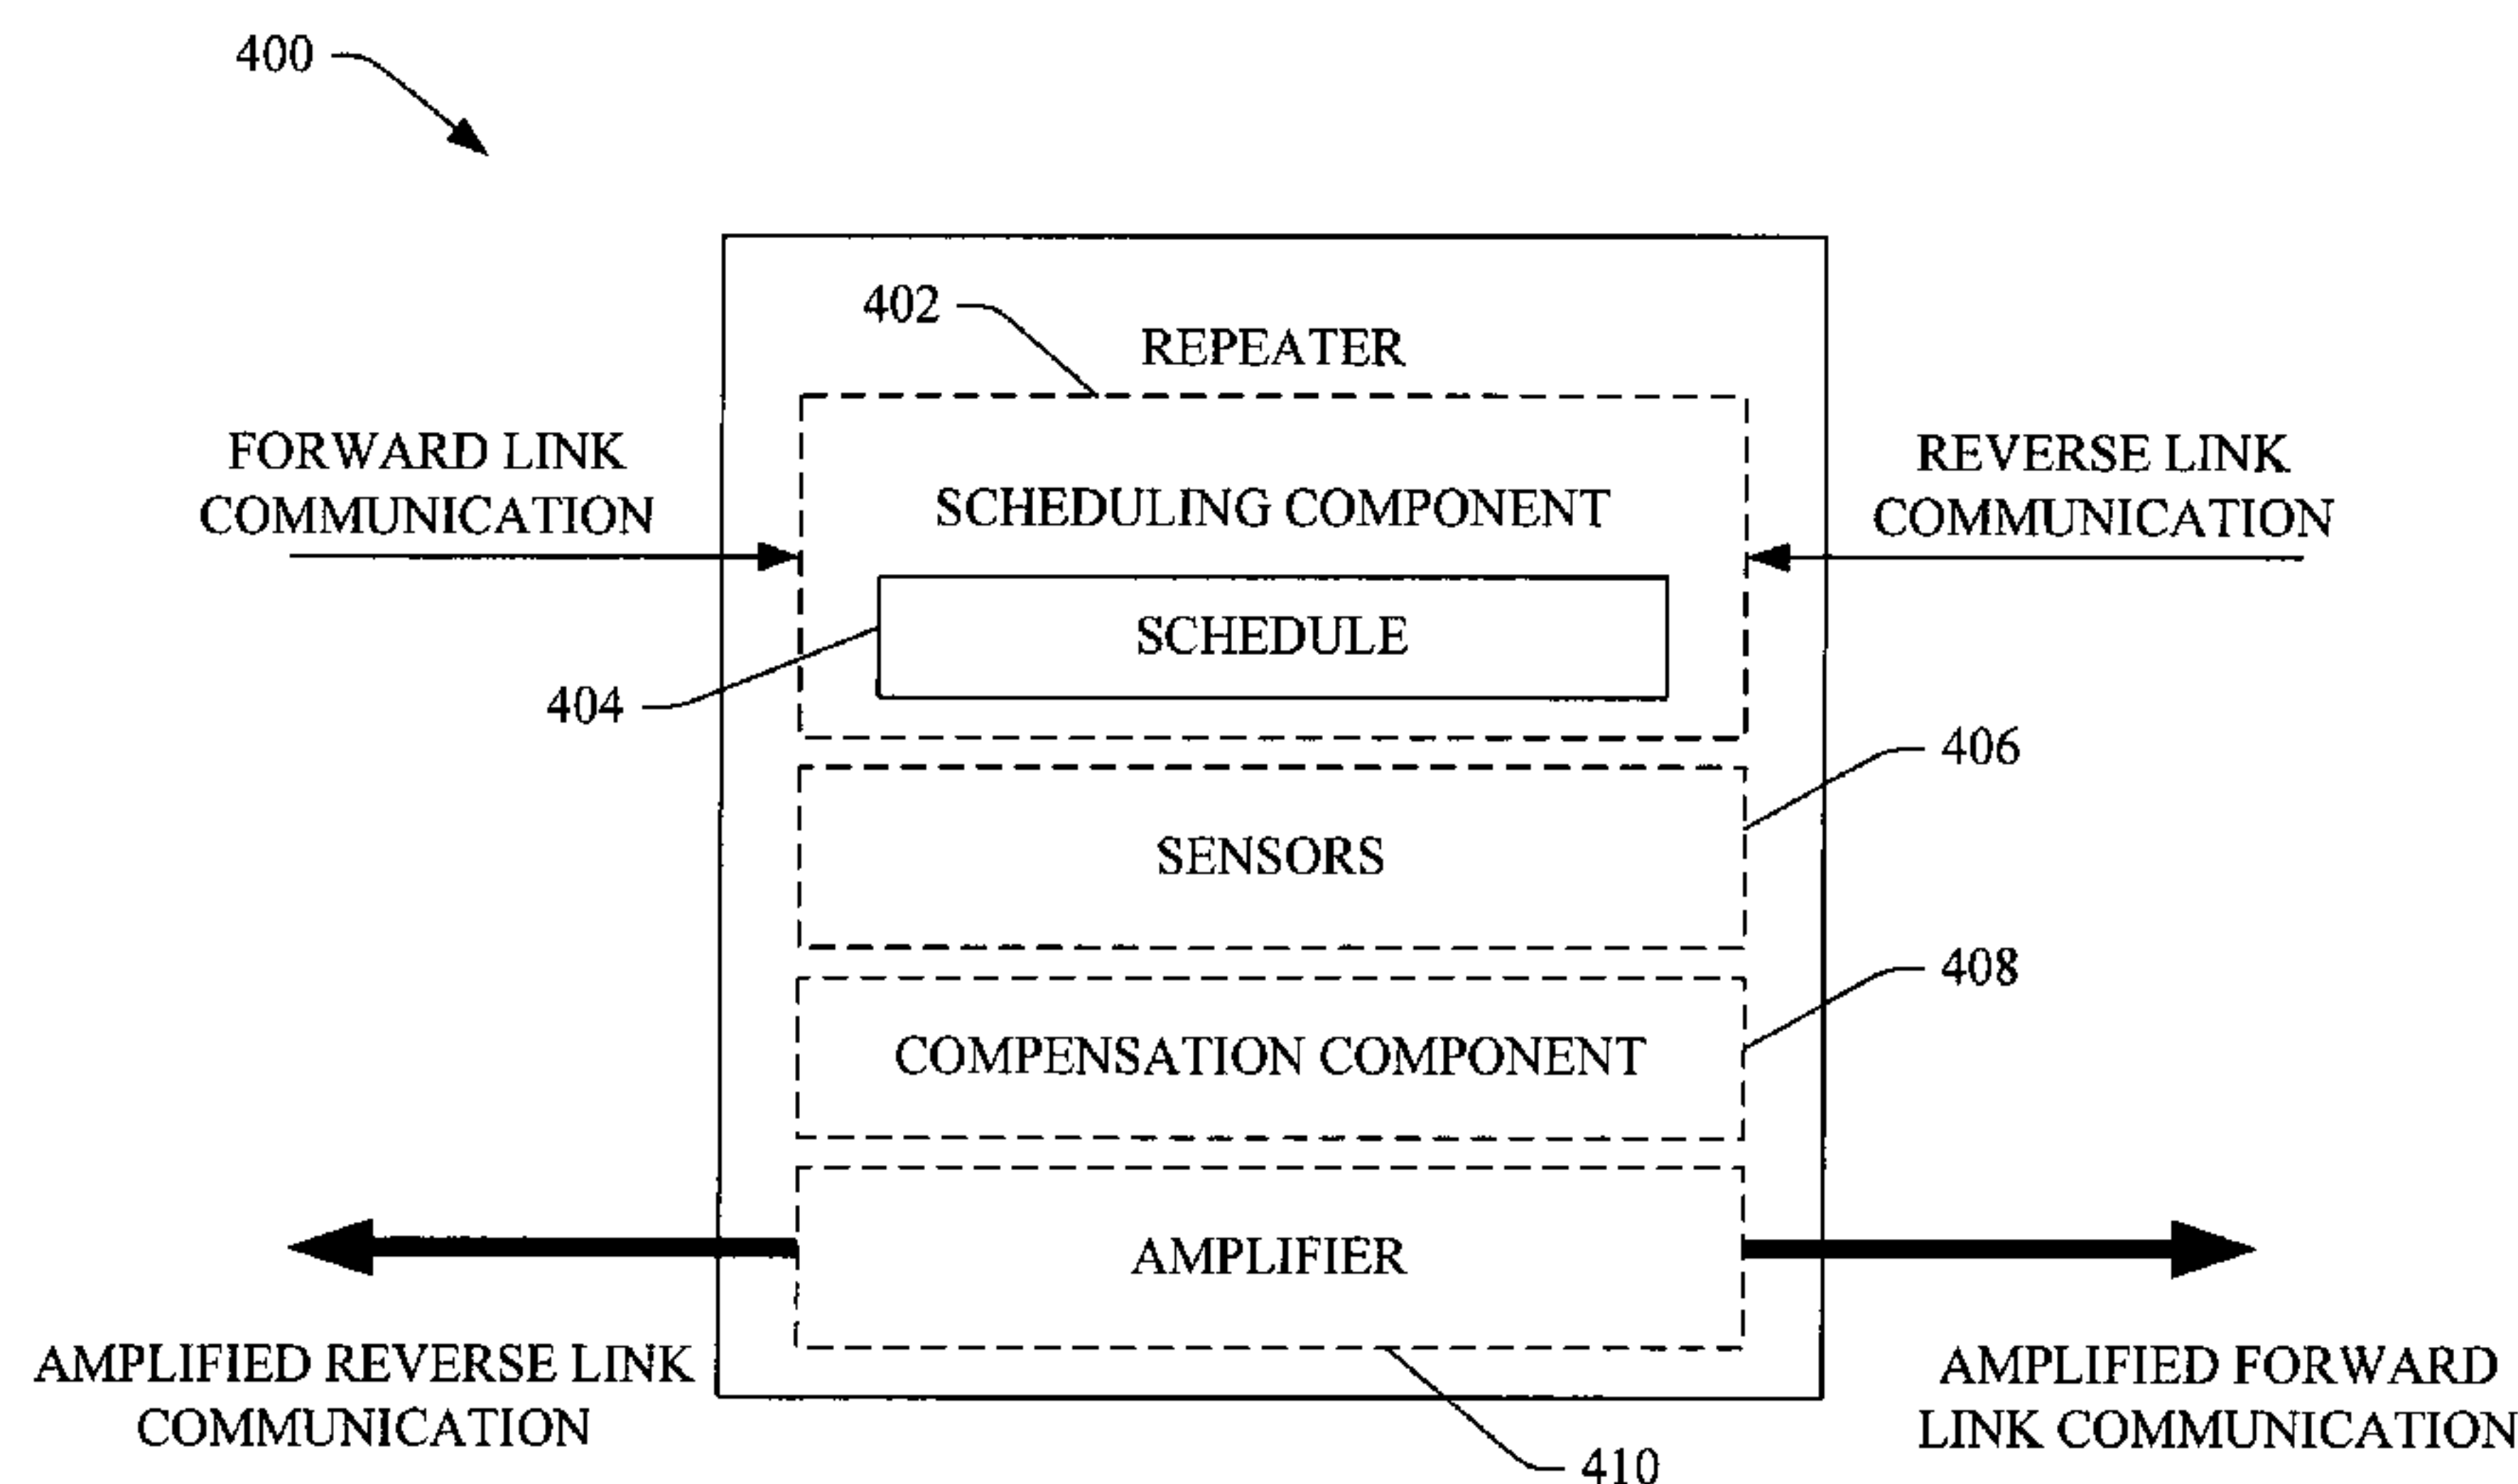 400
402
REPEATER
FORWARD LINK
COMMUNICATION
REVERSE LINK
COMMUNICATION
SCHEDULING COMPONENT
SCHEDULE
404
406
SENSORS
408
COMPENSATION COMPONENT
AMPLIFIER
AMPLIFIED REVERSE LINK
COMMUNICATION
AMPLIFIED FORWARD
LINK COMMUNICATION
410